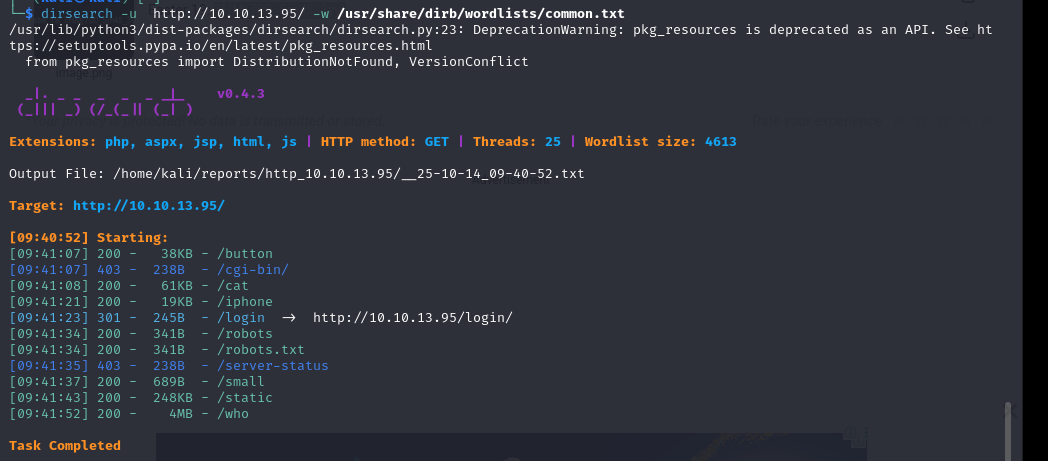 └─$ dirsearch -u  http://10.10.13.95/ -w /usr/share/dirb/wordlists/common.txt
/usr/lib/python3/dist-packages/dirsearch/dirsearch.py:23: DeprecationWarning: pkg_resources is deprecated as an API. See ht
tps://setuptools.pypa.io/en/latest/pkg_resources.html
  from pkg_resources import DistributionNotFound, VersionConflict
image.png
v0.4.3
Extensions: php, aspx, jsp, html, js | HTTP method: GET | Threads: 25 | Wordlist size: 4613
Output File: /home/kali/reports/http_10.10.13.95/__25-10-14_09-40-52.txt
Target: http://10.10.13.95/
[09:40:52] Starting:
[09:41:07] 200 -   38KB - /button
[09:41:07] 403 -  238B  - /cgi-bin/
[09:41:08] 200 -   61KB - /cat
[09:41:21] 200 -   19KB - /iphone
[09:41:23] 301 -  245B  - /login  ->  http://10.10.13.95/login/
[09:41:34] 200 -  341B  - /robots
[09:41:34] 200 -  341B  - /robots.txt
[09:41:35] 403 -  238B  - /server-status
[09:41:37] 200 -  689B  - /small
[09:41:43] 200 -  248KB - /static
[09:41:52] 200 -    4MB - /who
Task Completed